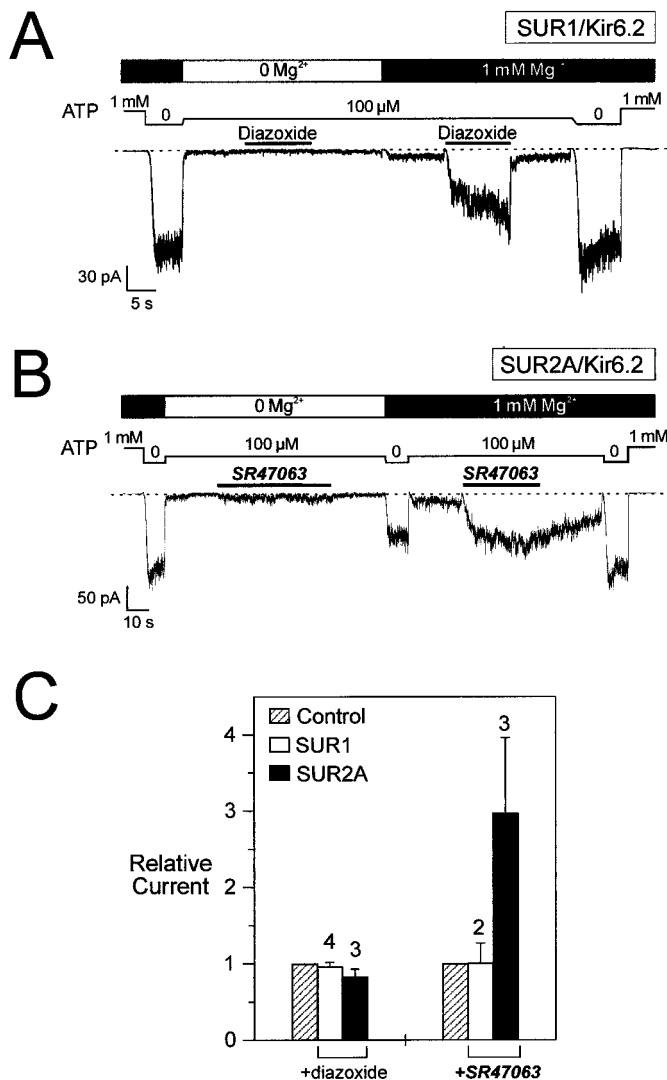 A
SUR1/Kir6.2
0 Mg²⁺
1 mM Mg⁺
ATP 1 mM 0 100 µM 0 1 mM
Diazoxide Diazoxide
30 pA
5 s
B
SUR2A/Kir6.2
0 Mg²⁺
1 mM Mg²⁺
ATP 1 mM 0 100 µM 0 100 µM 0 1 mM
SR47063 SR47063
50 pA
10 s
C
Control
SUR1
SUR2A
Relative
Current
4
3
2
1
0
4 3
2 3
+diazoxide +SR47063